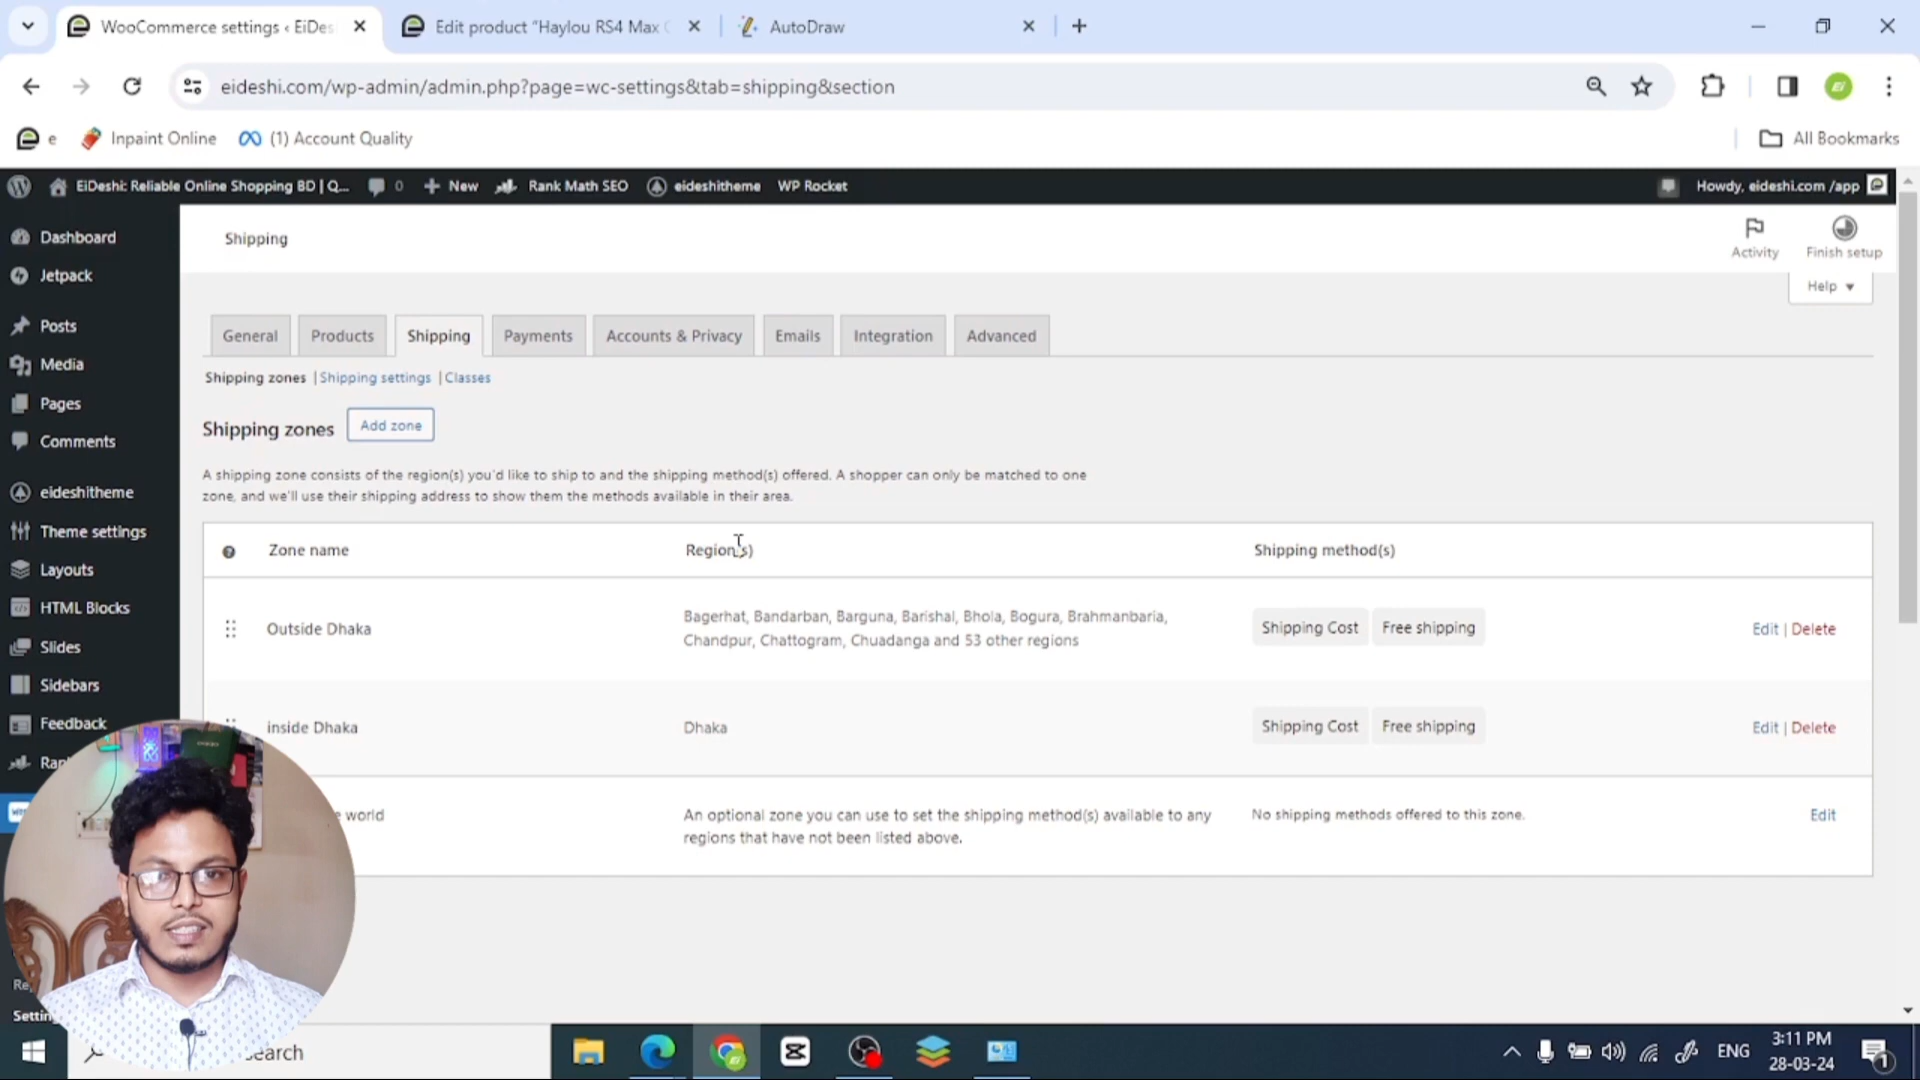 WooCommerce settings ‹ EiDes
Edit product "Haylou RS4 Max
AutoDraw
eideshi.com/wp-admin/admin.php?page=wc-settings&tab=shipping&section
Ei
e
Inpaint Online
(1) Account Quality
All Bookmarks
EiDeshi: Reliable Online Shopping BD | Q...
0
New
Rank Math SEO
eideshitheme
WP Rocket
Howdy, eideshi.com /app
Dashboard
Jetpack
Posts
Media
Pages
Comments
eideshitheme
Theme settings
Layouts
HTML Blocks
Slides
Sidebars
Feedback
Shipping
Activity
Finish setup
Help
General
Products
Shipping
Payments
Accounts & Privacy
Emails
Integration
Advanced
Shipping zones | Shipping settings | Classes
Shipping zones
Add zone
A shipping zone consists of the region(s) you'd like to ship to and the shipping method(s) offered. A shopper can only be matched to one
zone, and we'll use their shipping address to show them the methods available in their area.
Zone name
Region(s)
Shipping method(s)
Outside Dhaka
Bagerhat, Bandarban, Barguna, Barishal, Bhola, Bogura, Brahmanbaria,
Chandpur, Chattogram, Chuadanga and 53 other regions
Shipping Cost
Free shipping
Edit | Delete
inside Dhaka
Dhaka
Shipping Cost
Free shipping
Edit | Delete
world
An optional zone you can use to set the shipping method(s) available to any
regions that have not been listed above.
No shipping methods offered to this zone.
Edit
ENG
3:11 PM
28-03-24
1